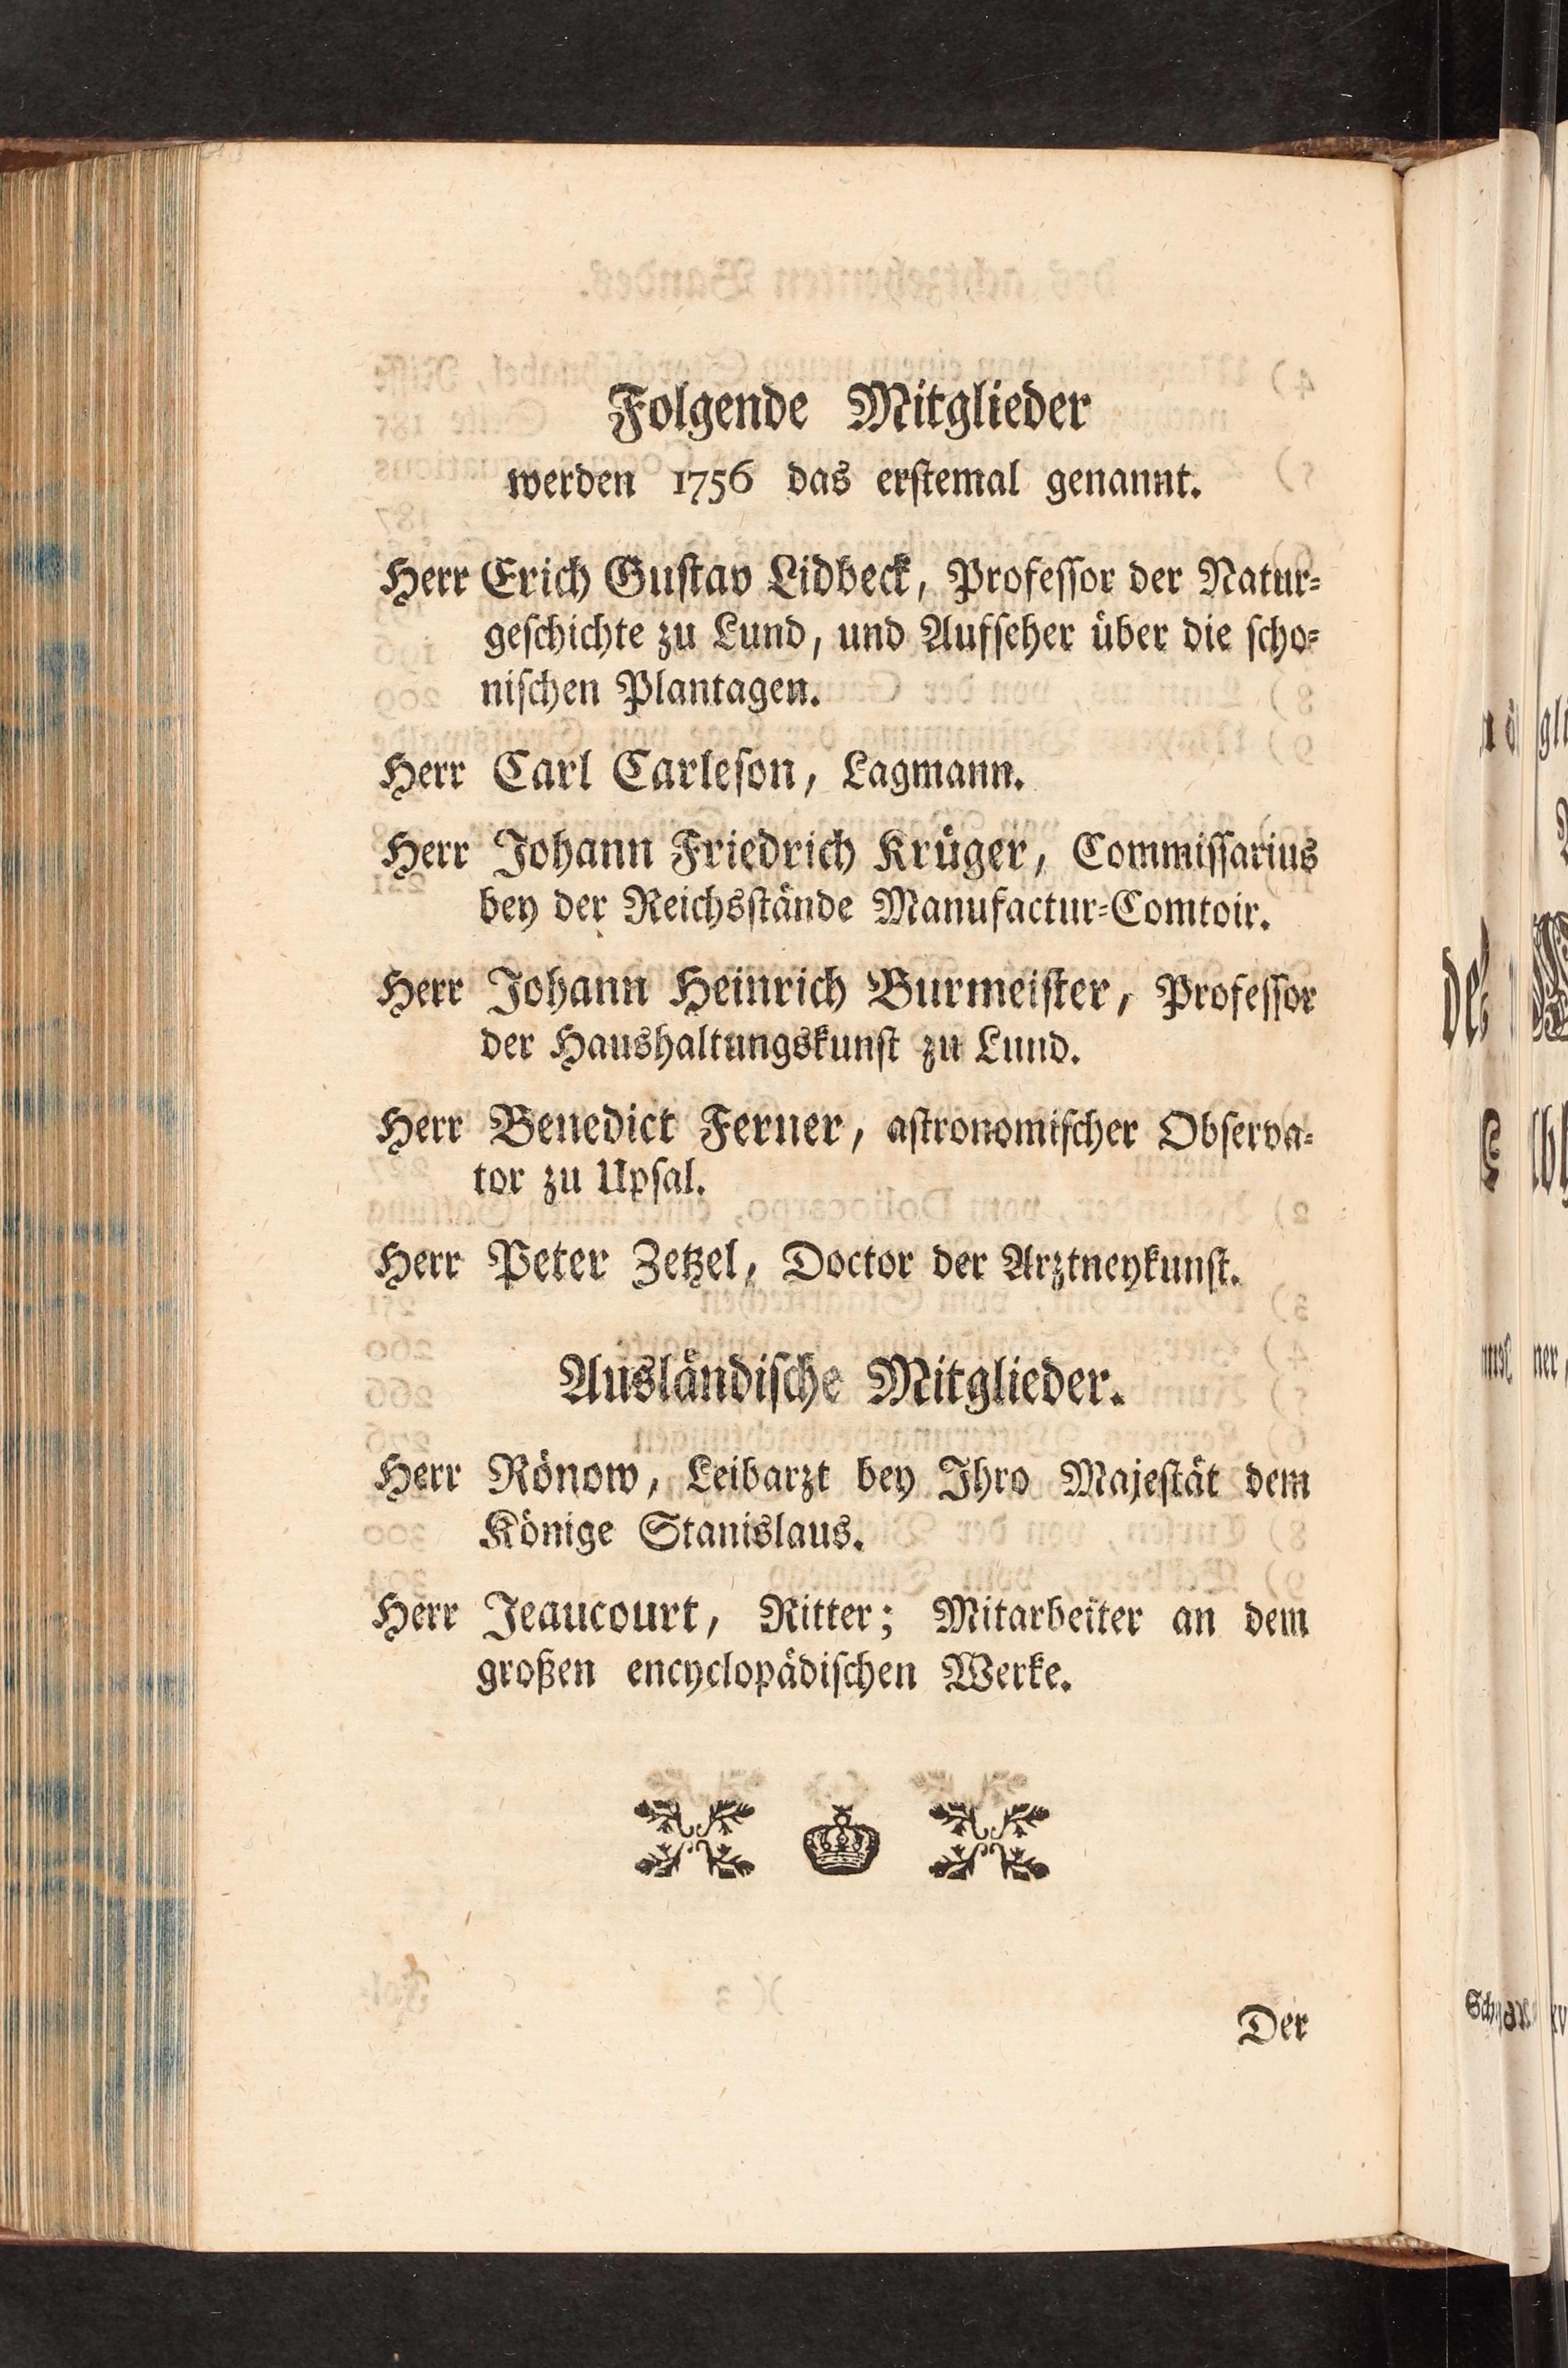 Folgende Mitglieder
werden 1756 das erstemal genannt.
Herr Erich Gustav Lidbeck, Professor der Natur-
geschichte zu Lund, und Aufseher über die scho-
nischen Plantagen.
Herr Carl Carleson, Lagmann.
Herr Johann Friedrich Krüger, Commissarius
bey der Reichsstände Manufactur-Comtoir.
Herr Johann Heinrich Burmeister, Professor
der Haushaltungskunst zu Lund.
Herr Benedict Ferner, astronomischer Observa-
tor zu Upsal.
Herr Peter Zetzel, Doctor der Arztneykunst.
Ausländische Mitglieder.
Herr Rönow, Leibarzt bey Ihro Majestät dem
Könige Stanislaus.
Herr Jeaucourt, Ritter; Mitarbeiter an dem
großen encyclopädischen Werke.
Der